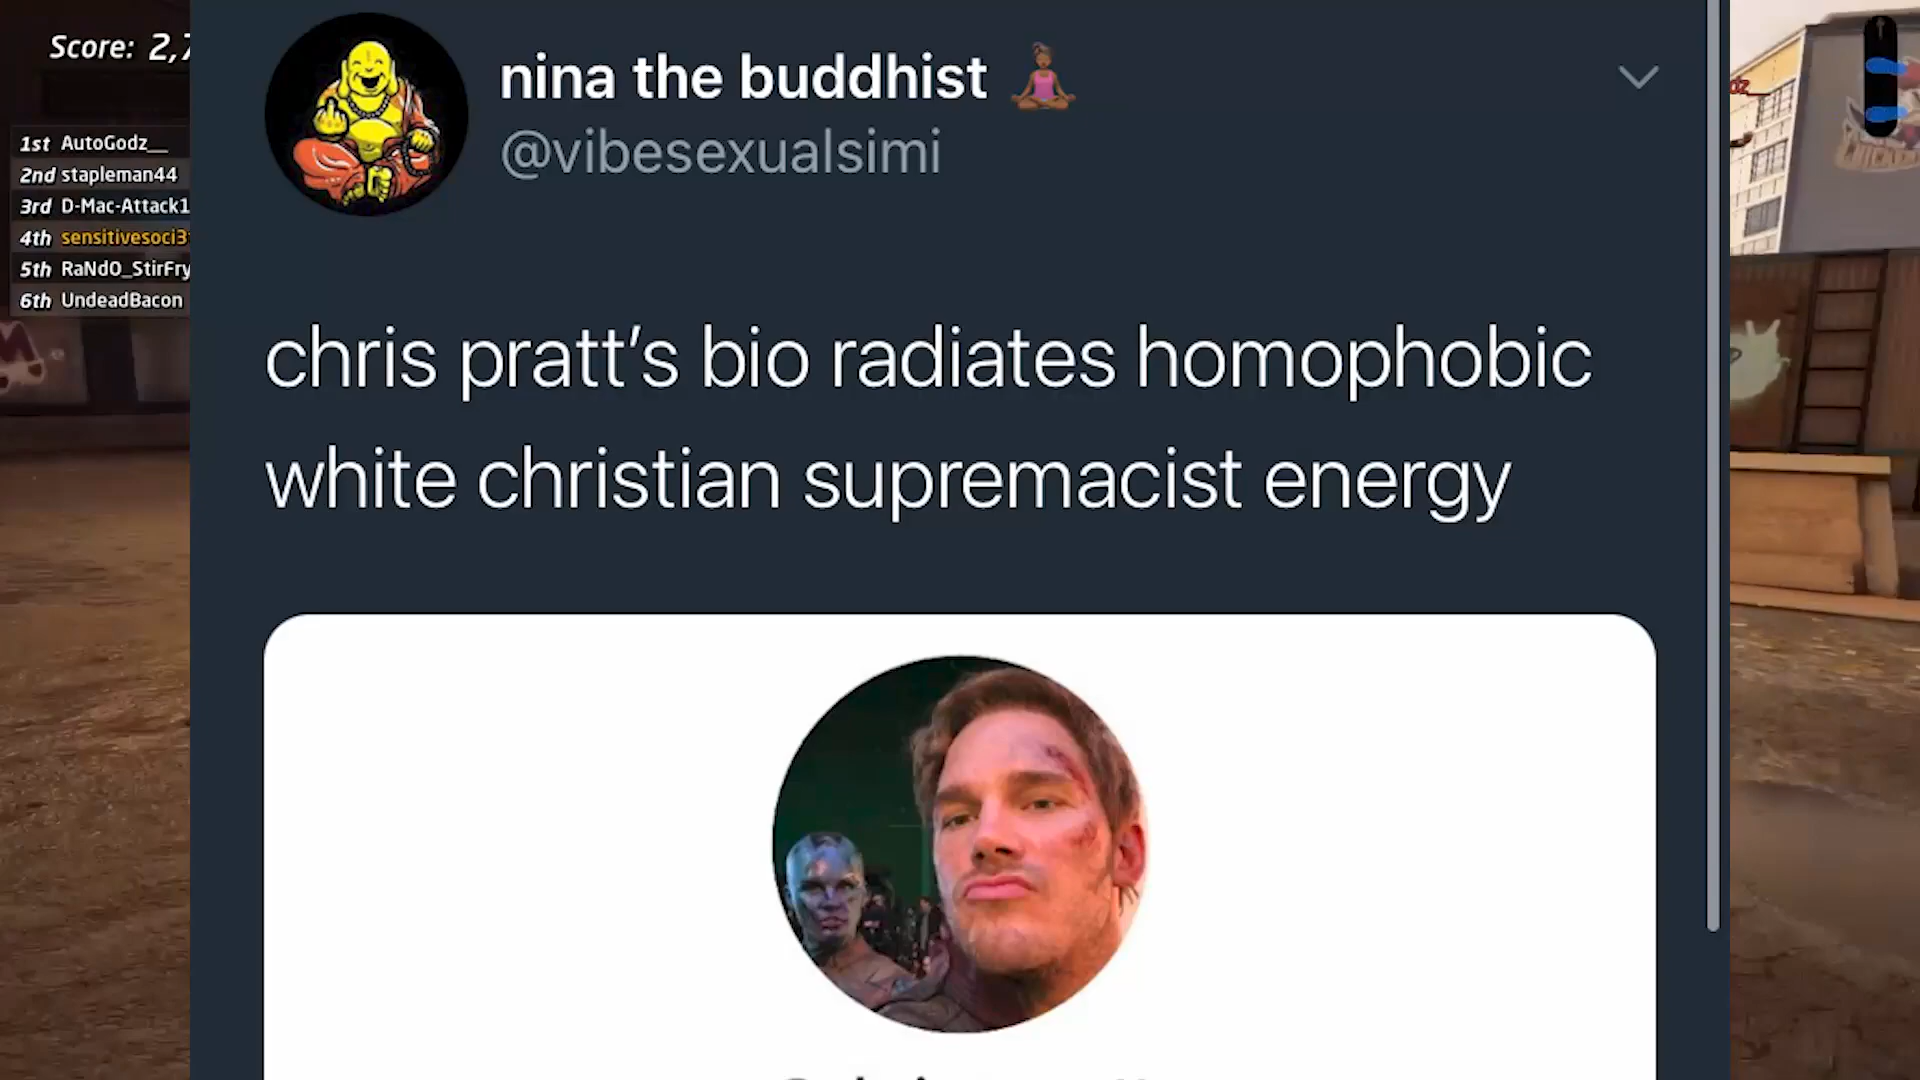 Score: 2,7
1st AutoGodz__
2nd stapleman44
3rd D-Mac-Attack1
4th sensitivesoci3
5th RaNdO_StirFry
6th UndeadBacon
nina the buddhist
@vibesexualsimi
chris pratt’s bio radiates homophobic
white christian supremacist energy